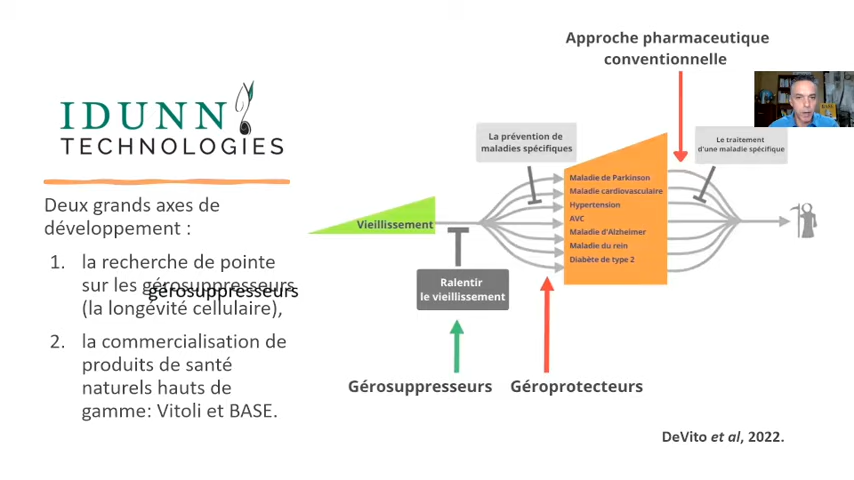 IDUNN
TECHNOLOGIES
Deux grands axes de
développement :
1. la recherche de pointe
sur les gérosuppresseurs
gérosuppresseurs
(la longévité cellulaire),
2. la commercialisation de
produits de santé
naturels hauts de
gamme: Vitoli et BASE.
Approche pharmaceutique
conventionnelle
La prévention de
maladies spécifiques
Le traitement
d'une maladie spécifique
Vieillissement
Maladie de Parkinson
Maladie cardiovasculaire
Hypertension
AVC
Maladie d'Alzheimer
Maladie du rein
Diabète de type 2
Ralentir
le vieillissement
Gérosuppresseurs
Géroprotecteurs
DeVito et al, 2022.